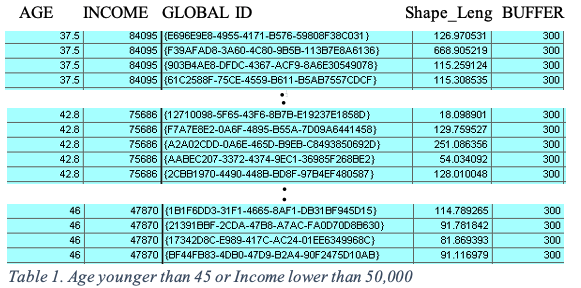 AGE INCOME GLOBAL ID Shape_Leng BUFFER
37.5 84095 {E696E9E8-4955-4171-B576-59808F38C031} 126.970531 300
37.5 84095 {F39AFAD8-3A60-4C80-9B5B-113B7E8A6136} 668.905219 300
37.5 84095 {903B4AE8-DFDC-4367-ACF9-8A6E30549078} 115.259124 300
37.5 84095 {61C2588F-75CE-4559-B611-B5AB7557CDCF} 115.308535 300
:
42.8 75686 {12710098-5F65-43F6-8B7B-E19237E1858D} 18.098901 300
42.8 75686 {F7A7E8E2-0A6F-4895-B55A-7D09A6441458} 129.759527 300
42.8 75686 {A2A02CDD-0A6E-465D-B9EB-C8493850692D} 251.086356 300
42.8 75686 {AABEC207-3372-4374-9EC1-36985F268BE2} 54.034092 300
42.8 75686 {2CBB1970-4490-448B-BD8F-97B4EF480587} 128.010048 300
:
46 47870 {1B1F6DD3-31F1-4665-8AF1-DB31BF945D15} 114.789265 300
46 47870 {21391BBF-2CDA-47B8-A7AC-FA0D70D8B630} 91.781842 300
46 47870 {17342D8C-E989-417C-AC24-01EE6349968C} 81.869393 300
46 47870 {BF44FB83-4DB0-47D9-B2A4-90F2475D10AB} 91.116979 300
Table 1. Age younger than 45 or Income lower than 50,000